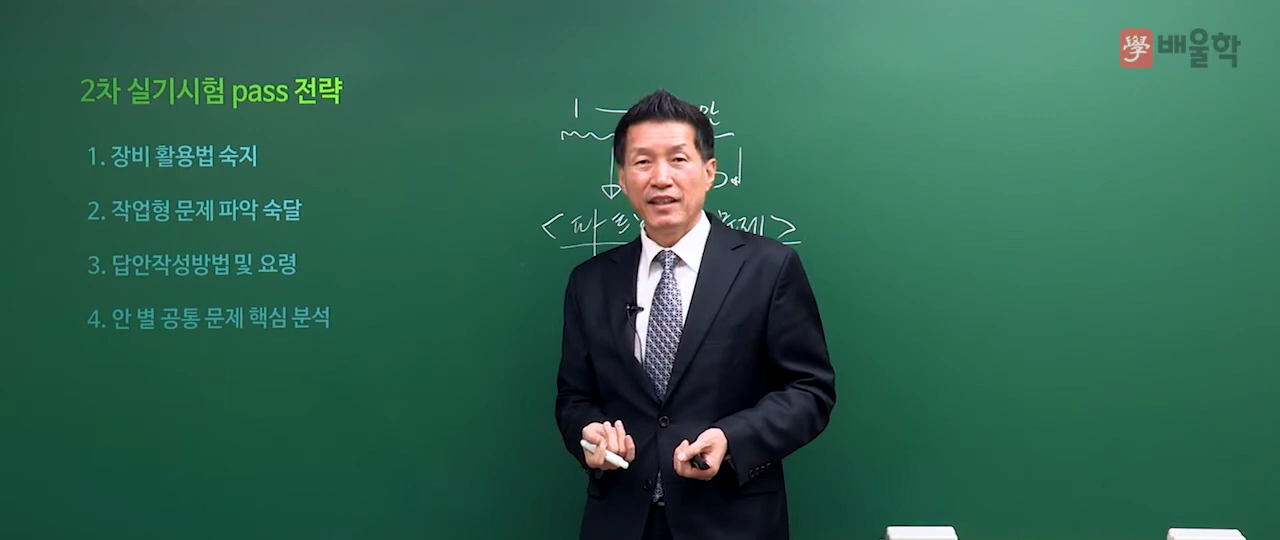 學 배울학
2차 실기시험 pass 전략
1. 장비 활용법 숙지
2. 작업형 문제 파악 숙달
3. 답안작성방법 및 요령
4. 안 별 공통 문제 핵심 분석
1 — 안